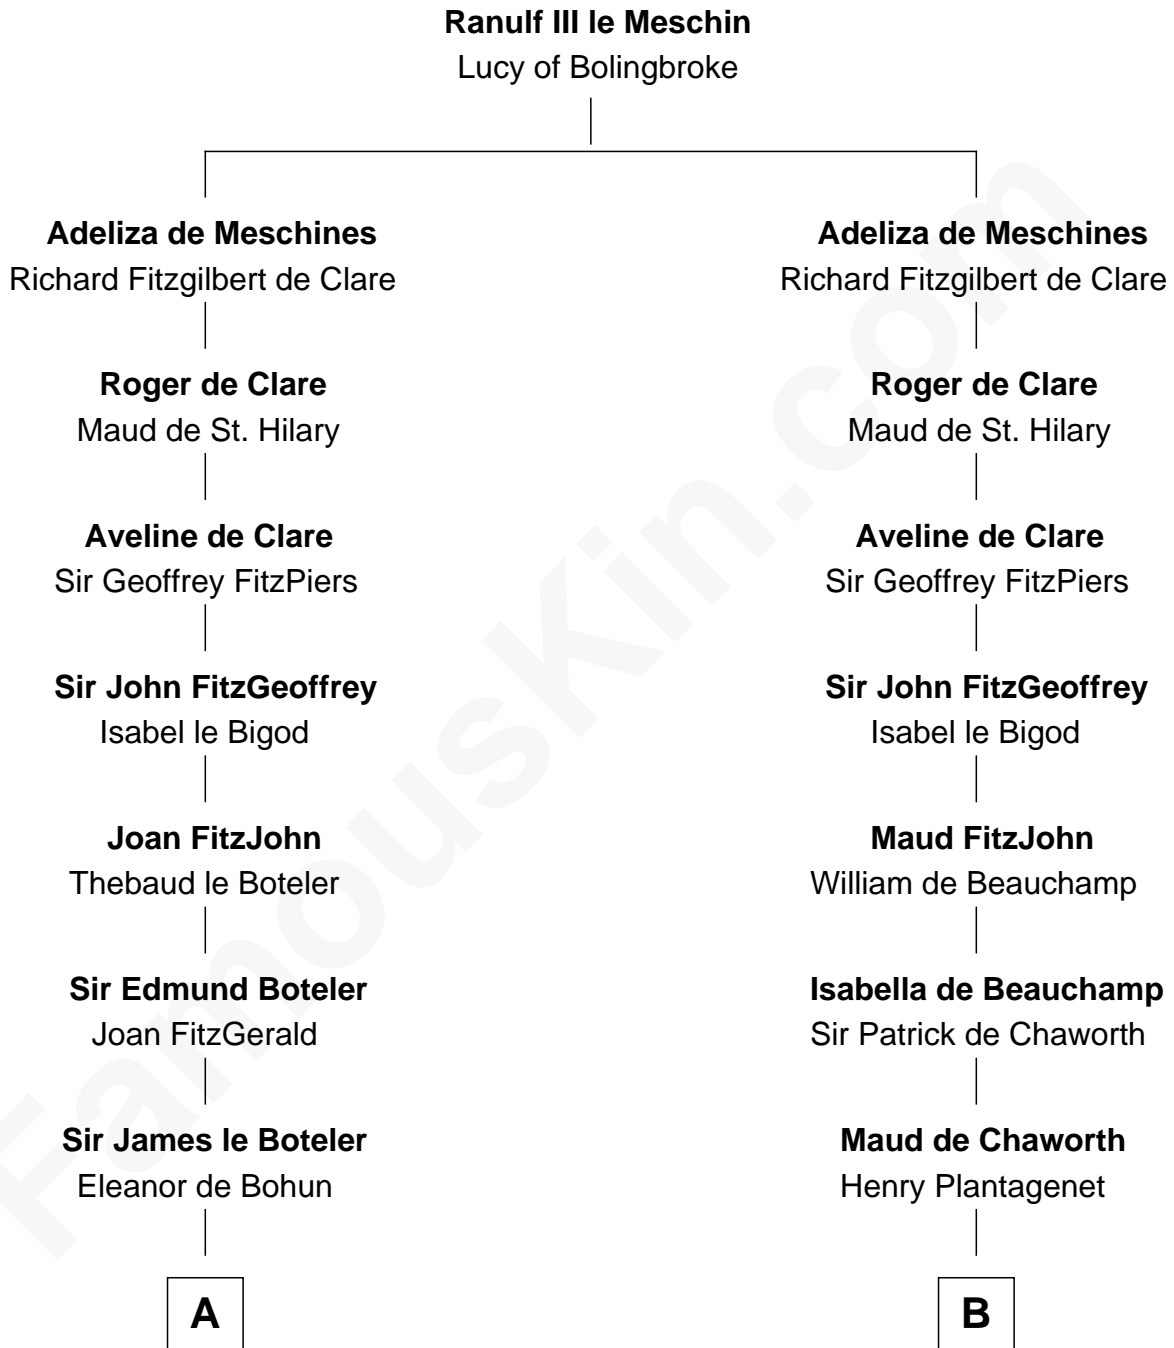 Ranulf III le Meschin
Lucy of Bolingbroke
Adeliza de Meschines
Richard Fitzgilbert de Clare
Adeliza de Meschines
Richard Fitzgilbert de Clare
Roger de Clare
Maud de St. Hilary
Roger de Clare
Maud de St. Hilary
Aveline de Clare
Sir Geoffrey FitzPiers
Aveline de Clare
Sir Geoffrey FitzPiers
Sir John FitzGeoffrey
Isabel le Bigod
Sir John FitzGeoffrey
Isabel le Bigod
Joan FitzJohn
Thebaud le Boteler
Maud FitzJohn
William de Beauchamp
Sir Edmund Boteler
Joan FitzGerald
Isabella de Beauchamp
Sir Patrick de Chaworth
Sir James le Boteler
Eleanor de Bohun
Maud de Chaworth
Henry Plantagenet
A
B
FamousKin.com